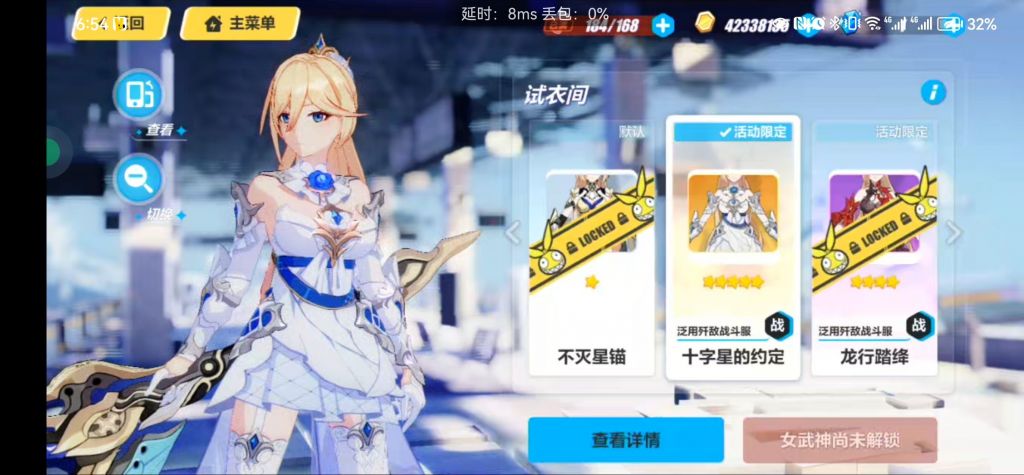 延时：8ms 丢包：0%
6:54
回
主菜单
184/168
32%
查看
切换
试衣间
默认
活动限定
活动限定
LOCKED
LOCKED
泛用歼敌战斗服
战
泛用歼敌战斗服
战
不灭星锚
十字星的约定
龙行踏绛
查看详情
女武神尚未解锁